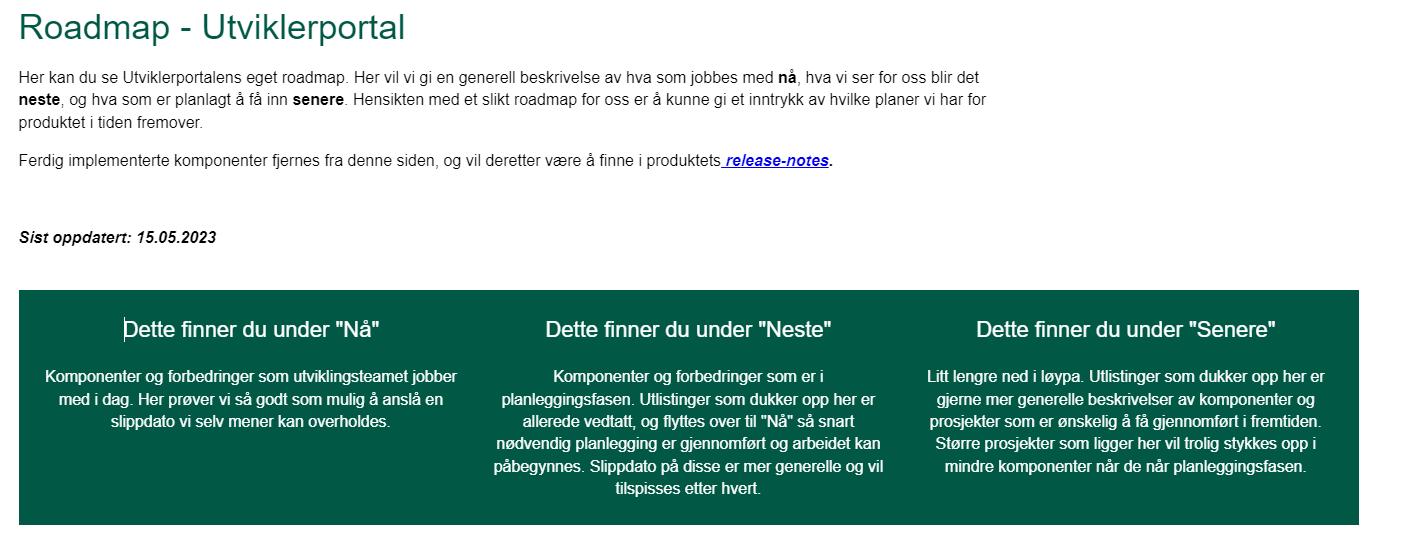 Roadmap - Utviklerportal
Her kan du se Utviklerportalens eget roadmap. Her vil vi gi en generell beskrivelse av hva som jobbes med nå, hva vi ser for oss blir det
neste, og hva som er planlagt å få inn senere. Hensikten med et slikt roadmap for oss er å kunne gi et inntrykk av hvilke planer vi har for
produktet i tiden fremover.
Ferdig implementerte komponenter fjernes fra denne siden, og vil deretter være å finne i produktets release-notes.
Sist oppdatert: 15.05.2023
Dette finner du under "Nå"
Komponenter og forbedringer som utviklingsteamet jobber
med i dag. Her prøver vi så godt som mulig å anslå en
slippdato vi selv mener kan overholdes.
Dette finner du under "Neste"
Komponenter og forbedringer som er i
planleggingsfasen. Utlistinger som dukker opp her er
allerede vedtatt, og flyttes over til "Nå" så snart
nødvendig planlegging er gjennomført og arbeidet kan
påbegynnes. Slippdato på disse er mer generelle og vil
tilspisses etter hvert.
Dette finner du under "Senere"
Litt lengre ned i løypa. Utlistinger som dukker opp her er
gjerne mer generelle beskrivelser av komponenter og
prosjekter som er ønskelig å få gjennomført i fremtiden.
Større prosjekter som ligger her vil trolig stykkes opp i
mindre komponenter når de når planleggingsfasen.